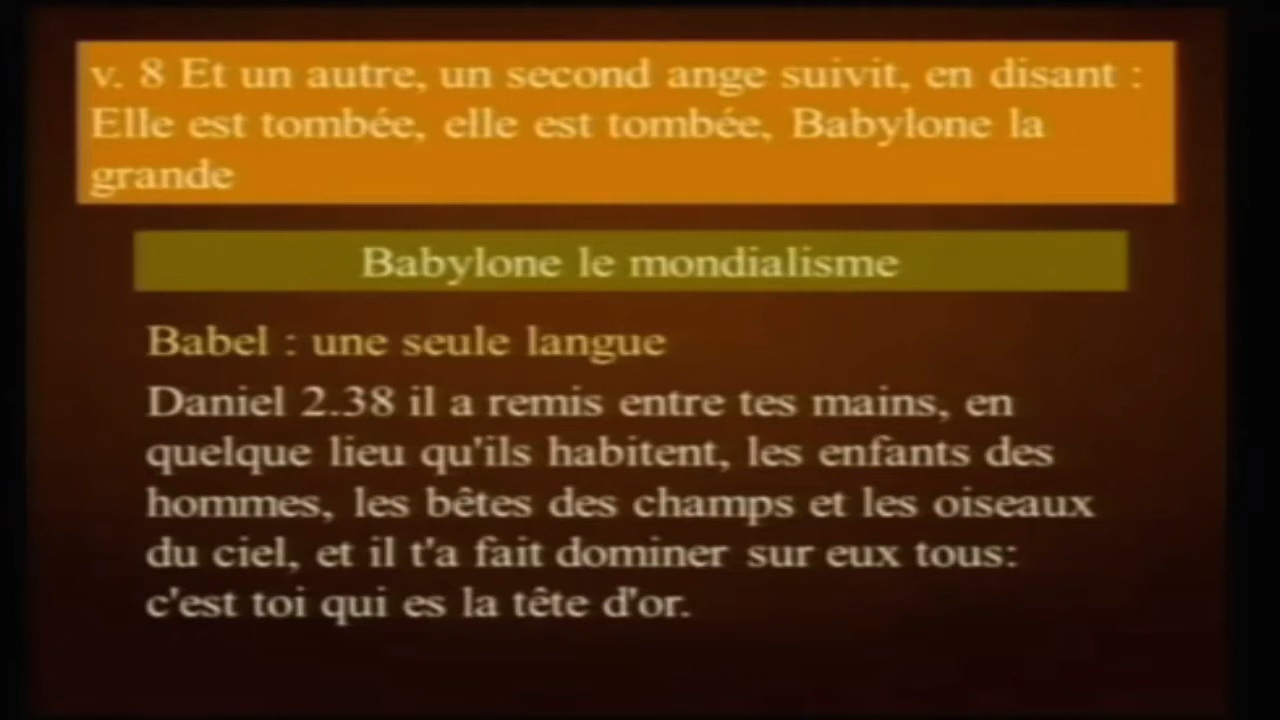 v. 8 Et un autre, un second ange suivit, en disant :
Elle est tombée, elle est tombée, Babylone la
grande
Babylone le mondialisme
Babel : une seule langue
Daniel 2.38 il a remis entre tes mains, en
quelque lieu qu'ils habitent, les enfants des
hommes, les bêtes des champs et les oiseaux
du ciel, et il t'a fait dominer sur eux tous:
c'est toi qui es la tête d'or.